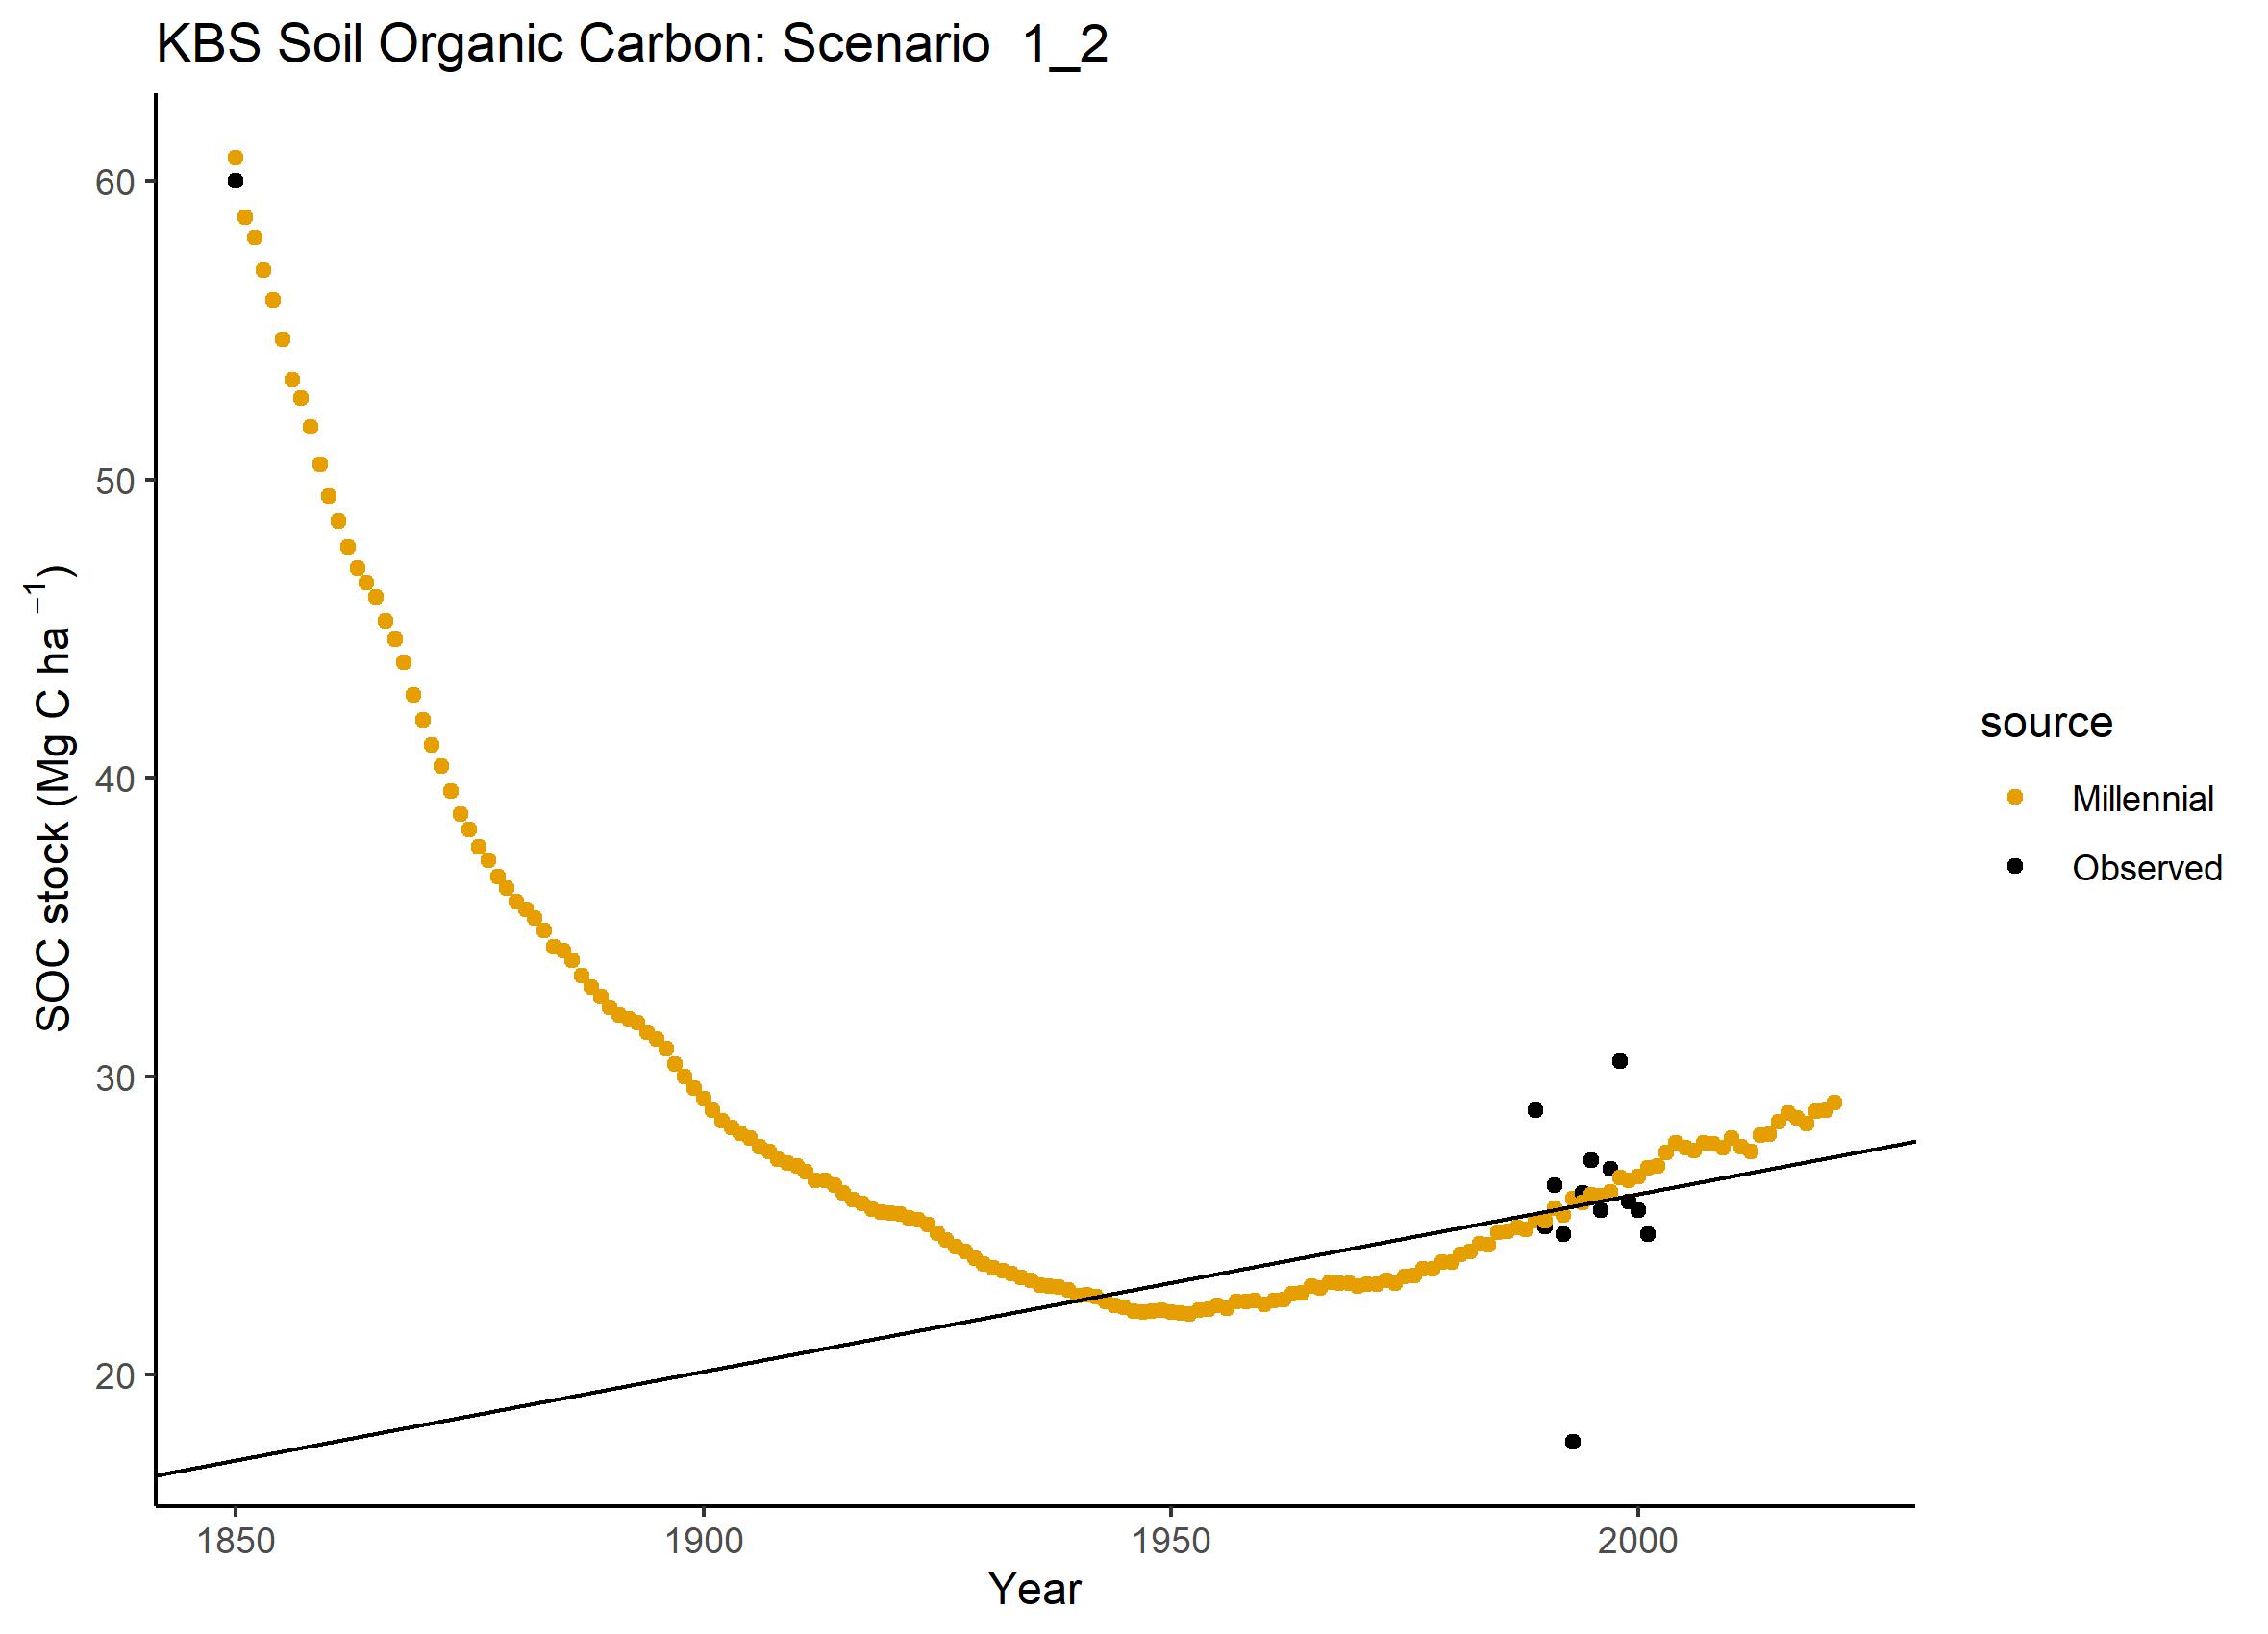 KBS Soil Organic Carbon: Scenario  1_2
SOC stock (Mg C ha ⁻¹)
60
50
40
30
20
1850
1900
1950
2000
Year
source
Millennial
Observed